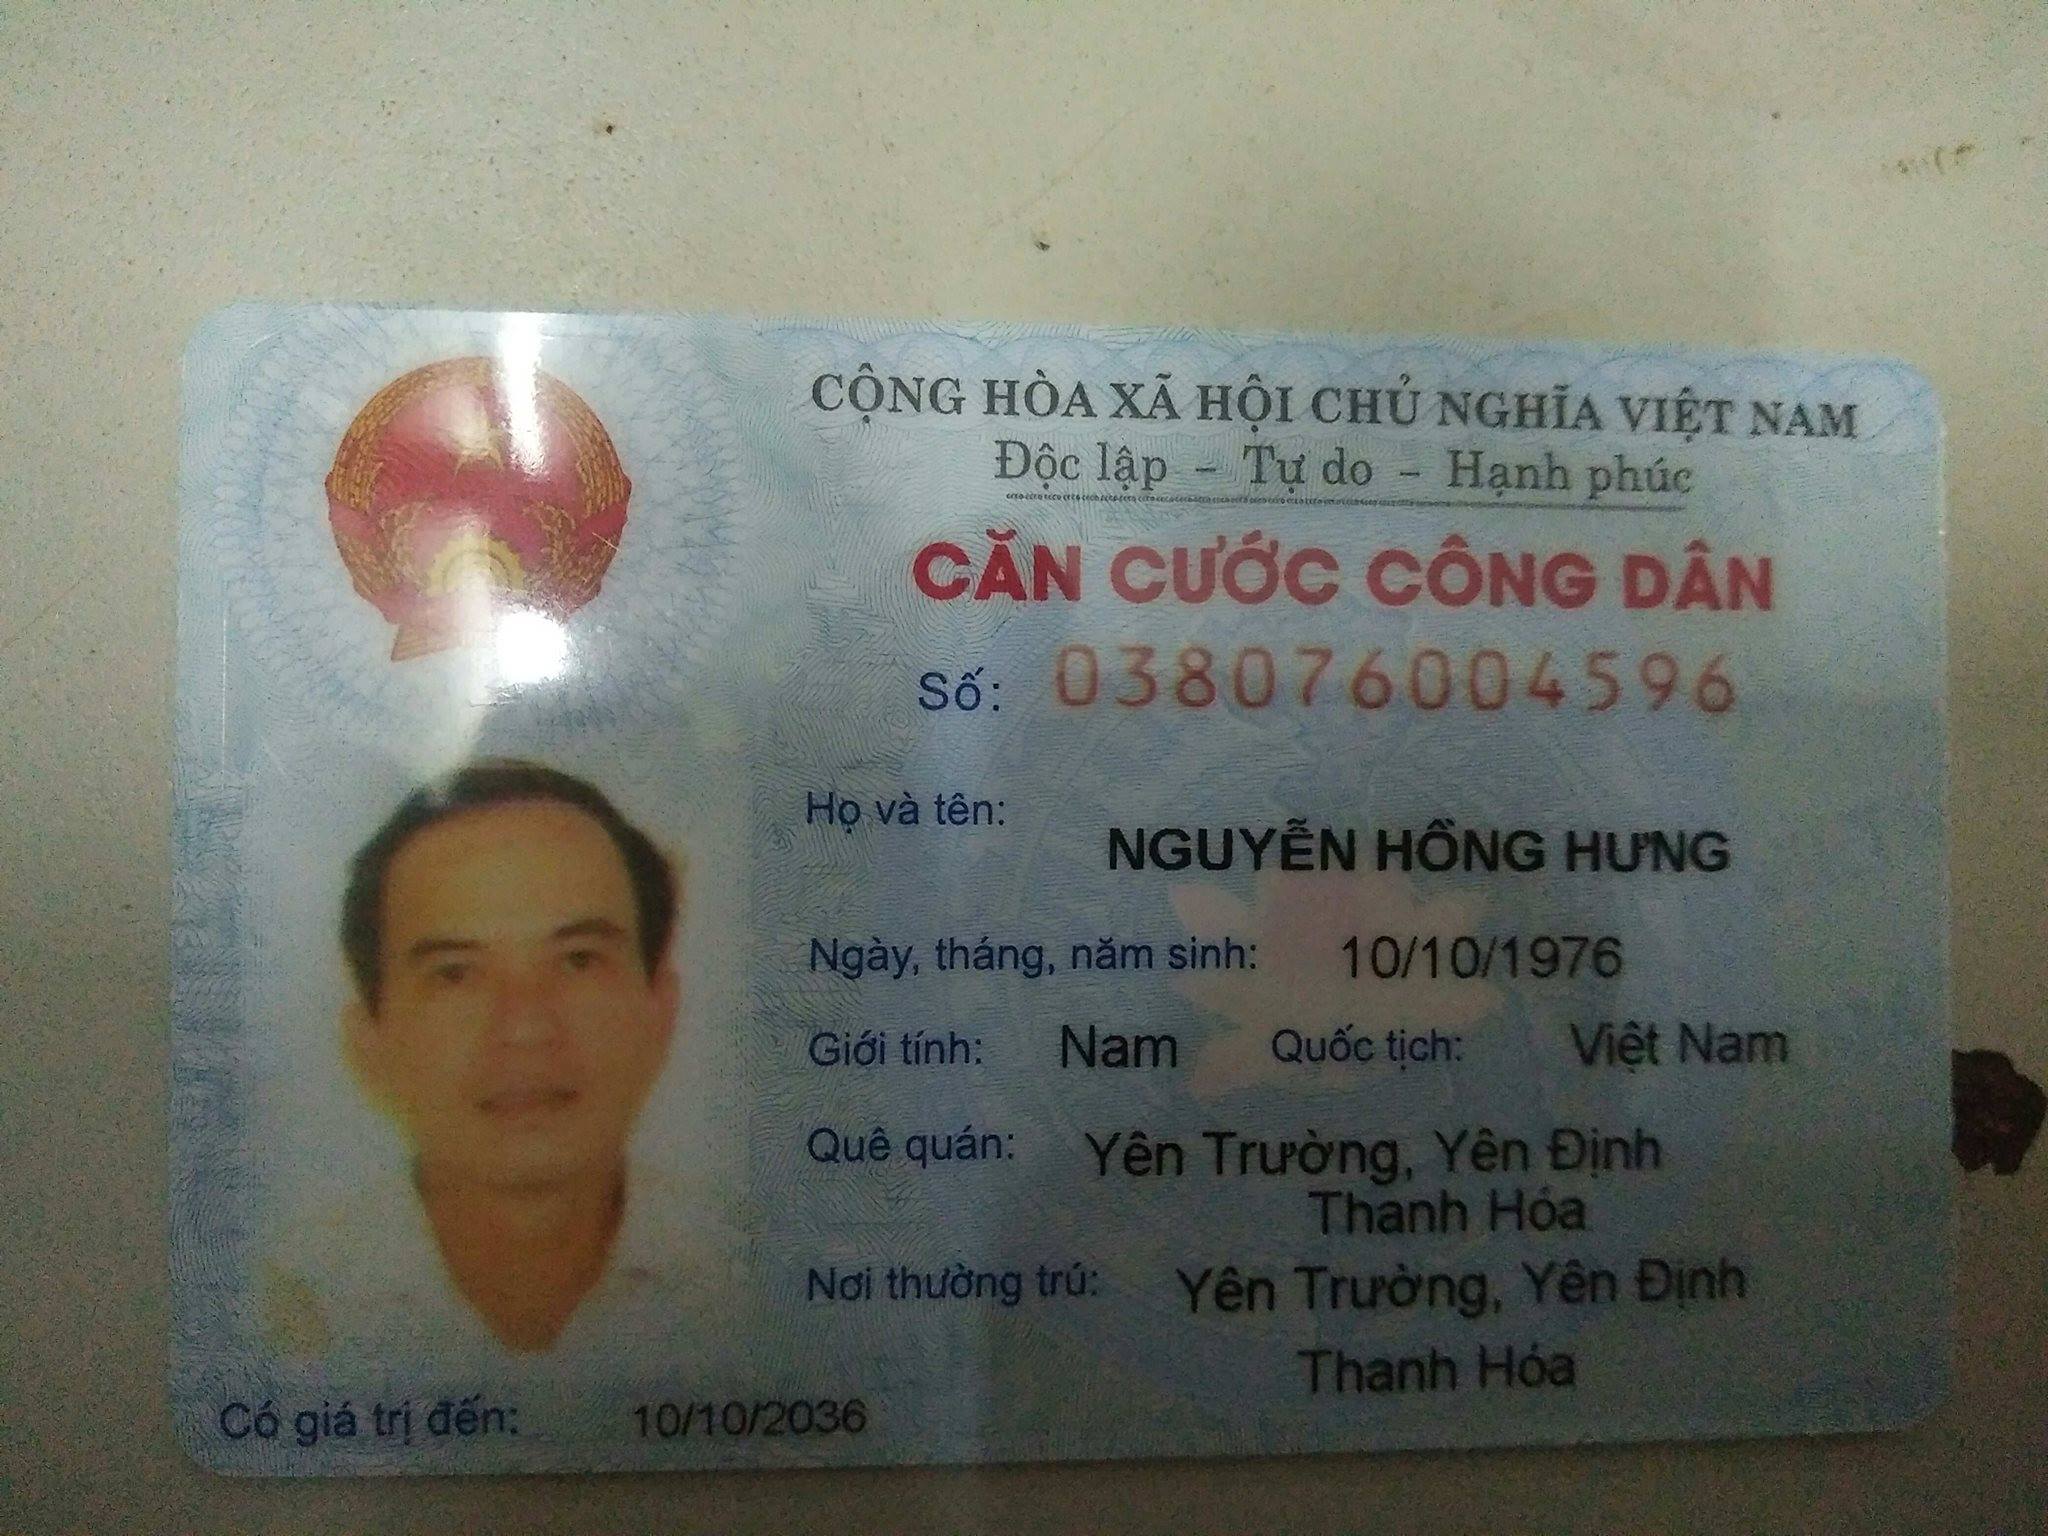 CỘNG HÒA XÃ HỘI CHỦ NGHĨA VIỆT NAM
Độc lập - Tự do - Hạnh phúc
CĂN CƯỚC CÔNG DÂN
Số: 038076004596
Họ và tên:
NGUYỄN HỒNG HƯNG
Ngày, tháng, năm sinh: 10/10/1976
Giới tính: Nam Quốc tịch: Việt Nam
Quê quán: Yên Trường, Yên Định
Thanh Hóa
Nơi thường trú: Yên Trường, Yên Định
Thanh Hóa
Có giá trị đến: 10/10/2036